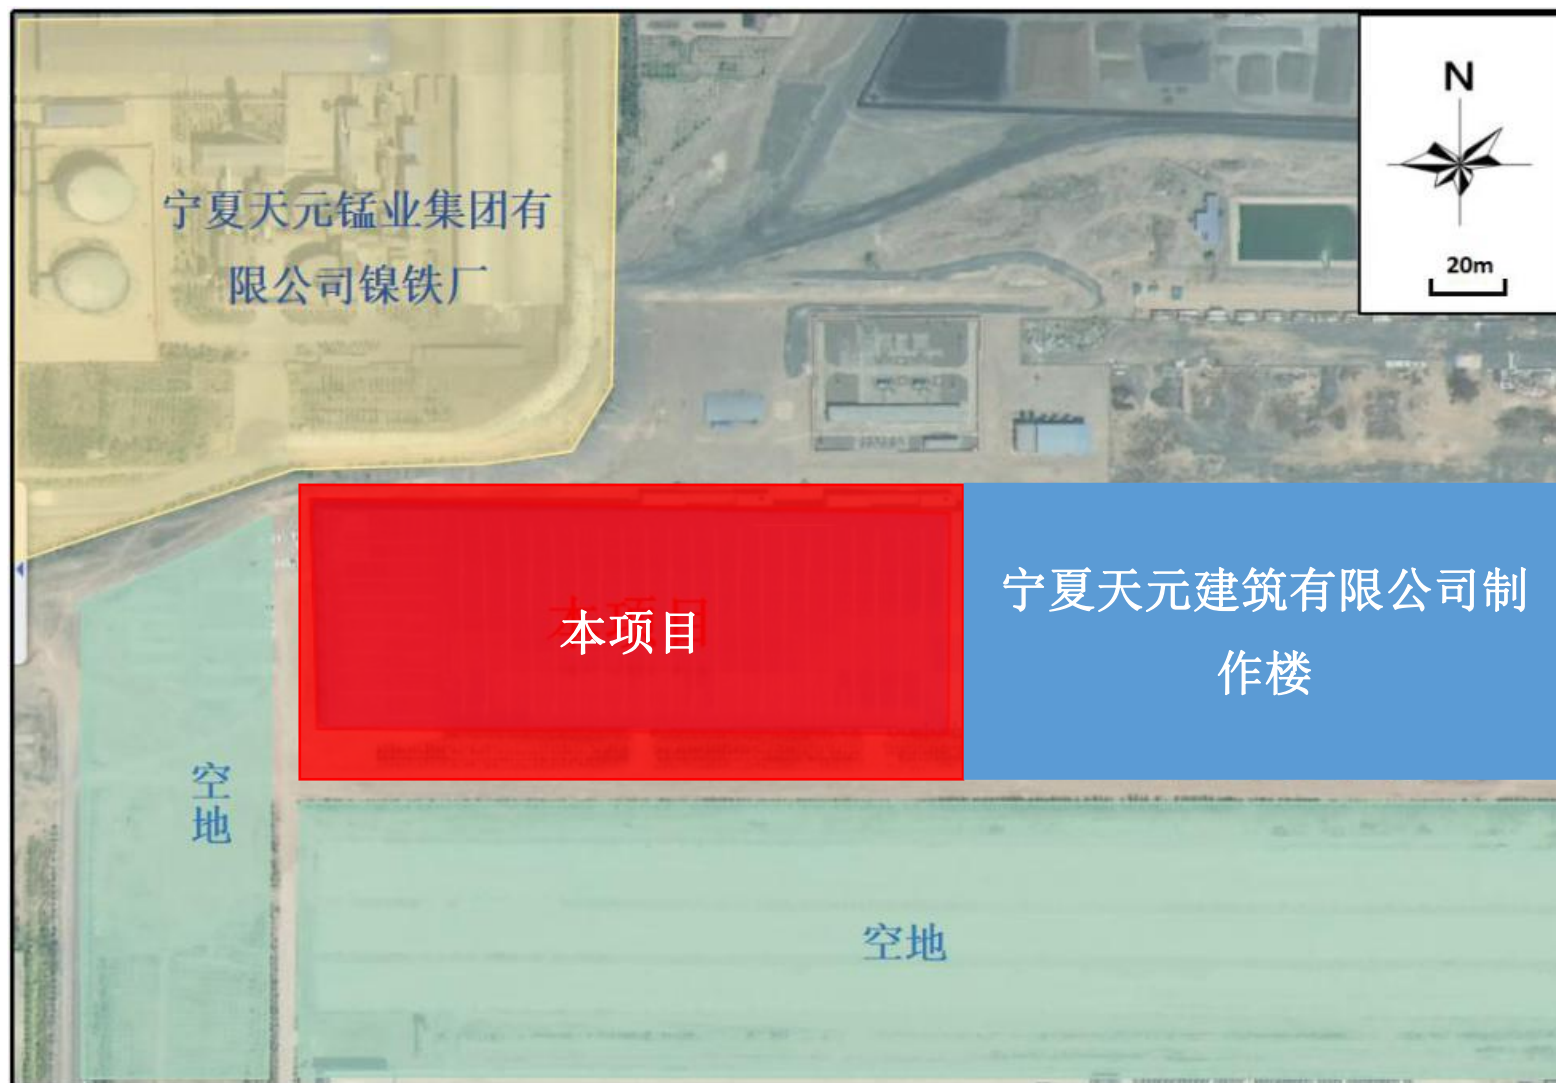 N
20m
宁夏天元锰业集团有
限公司镍铁厂
本项目
宁夏天元建筑有限公司制
作楼
空
地
空地